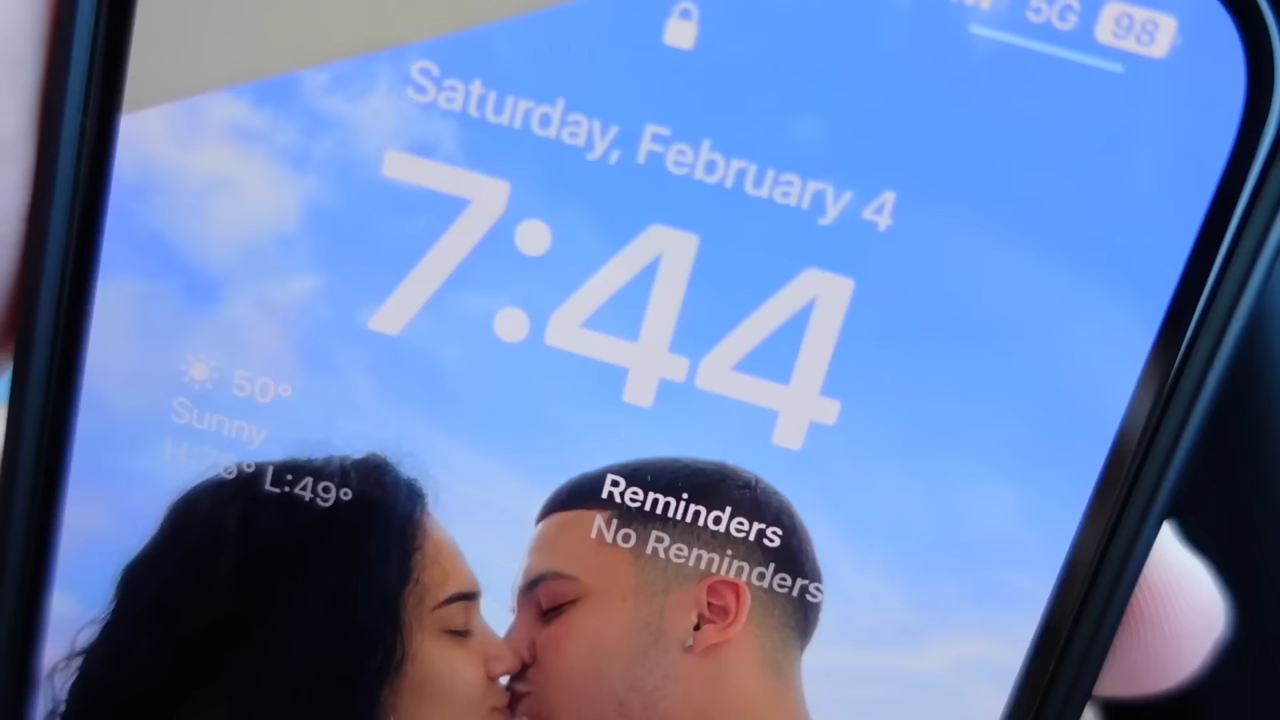 5G 98
Saturday, February 4
7:44
50°
Sunny
L:49°
Reminders
No Reminders